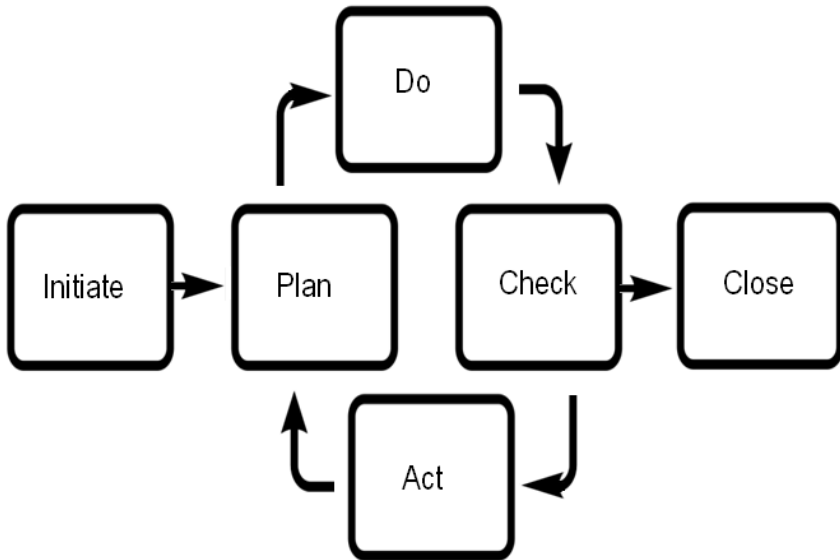 Do
Initiate
Plan
Check
Close
Act